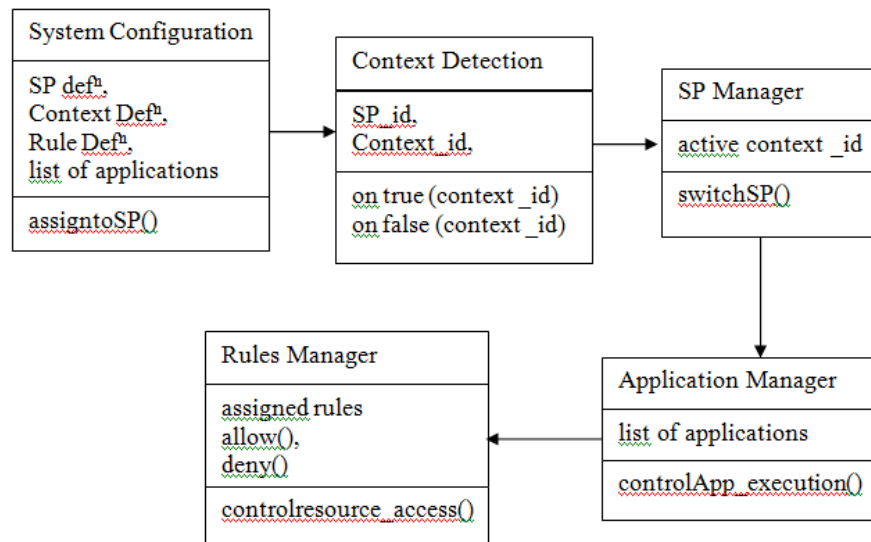 System Configuration
SP defⁿ,
Context Defⁿ,
Rule Defⁿ,
list of applications
assigntoSP()
Context Detection
SP_id,
Context_id,
on true (context _id)
on false (context _id)
SP Manager
active context _id
switchSP()
Application Manager
list of applications
controlApp_execution()
Rules Manager
assigned rules
allow(),
deny()
controlresource_access()